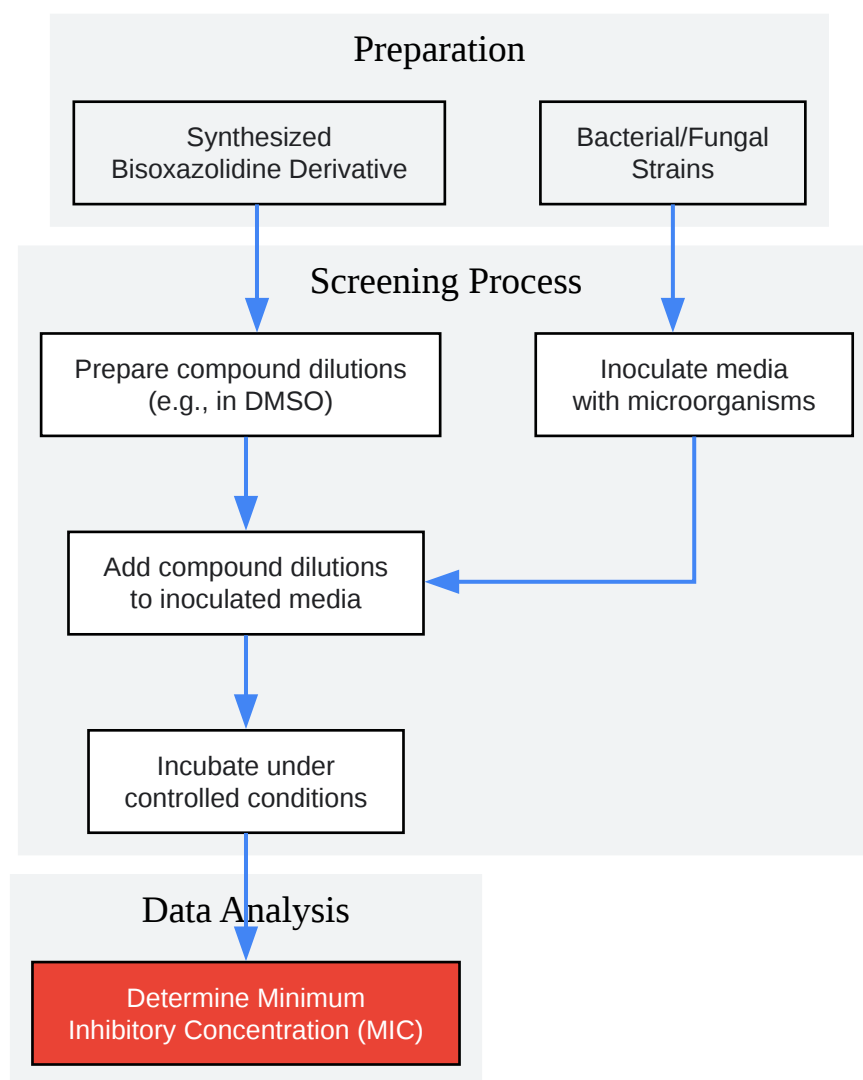 Preparation
Synthesized
Bisoxazolidine Derivative
Bacterial/Fungal
Strains
Screening Process
Prepare compound dilutions
(e.g., in DMSO)
Inoculate media
with microorganisms
Add compound dilutions
to inoculated media
Incubate under
controlled conditions
Data Analysis
Determine Minimum
Inhibitory Concentration (MIC)